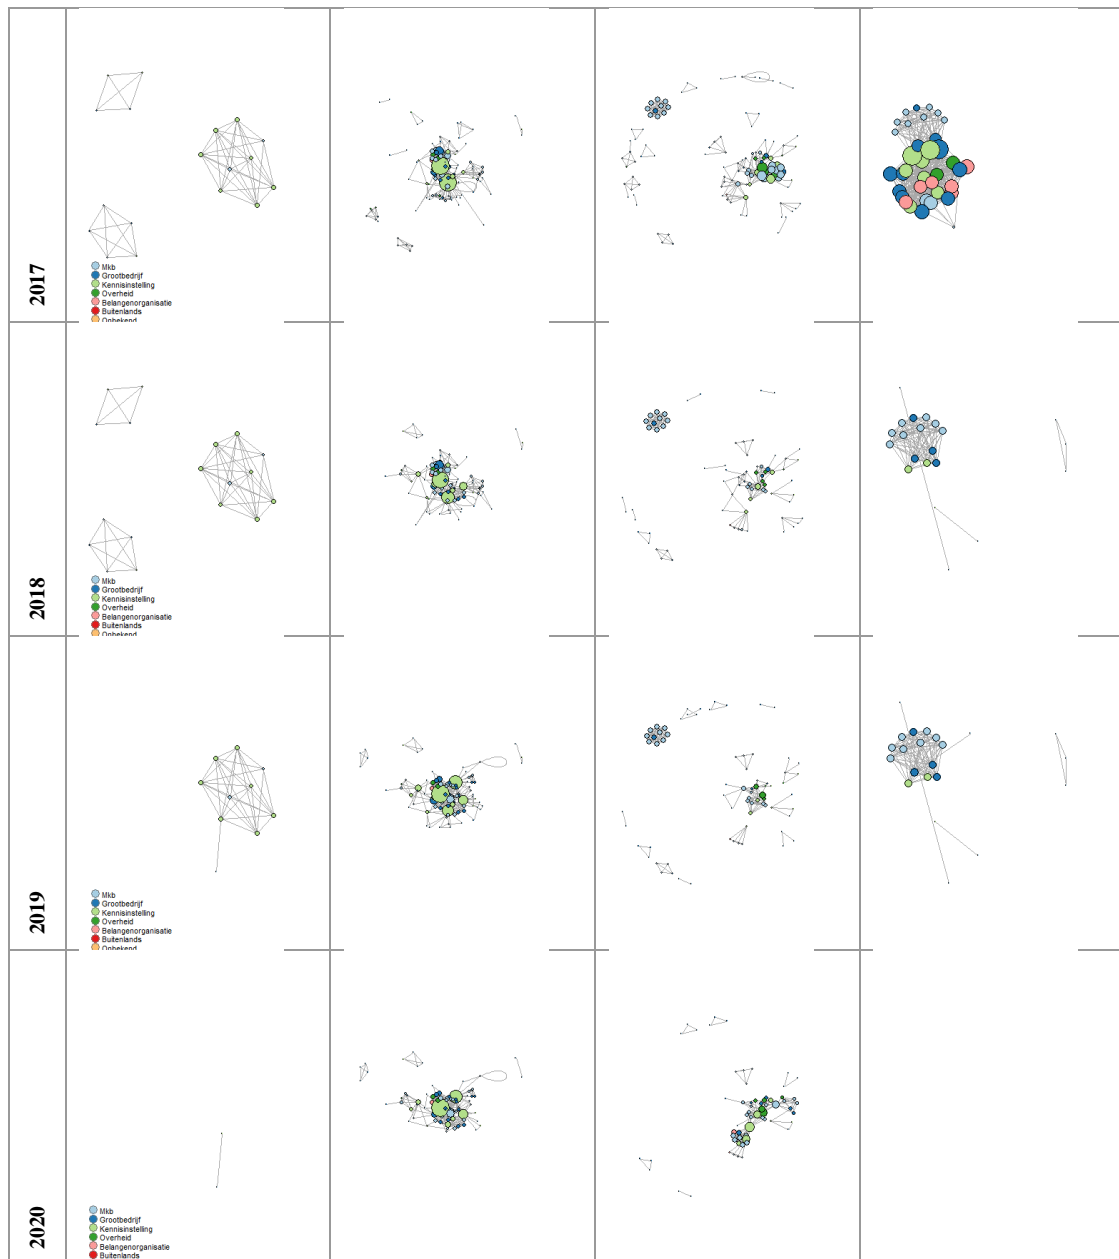 2017
Mkb
Grootbedrijf
Kennisinstelling
Overheid
Belangenorganisatie
Buitenlands
Onbekend
2018
Mkb
Grootbedrijf
Kennisinstelling
Overheid
Belangenorganisatie
Buitenlands
Onbekend
2019
Mkb
Grootbedrijf
Kennisinstelling
Overheid
Belangenorganisatie
Buitenlands
Onbekend
2020
Mkb
Grootbedrijf
Kennisinstelling
Overheid
Belangenorganisatie
Buitenlands